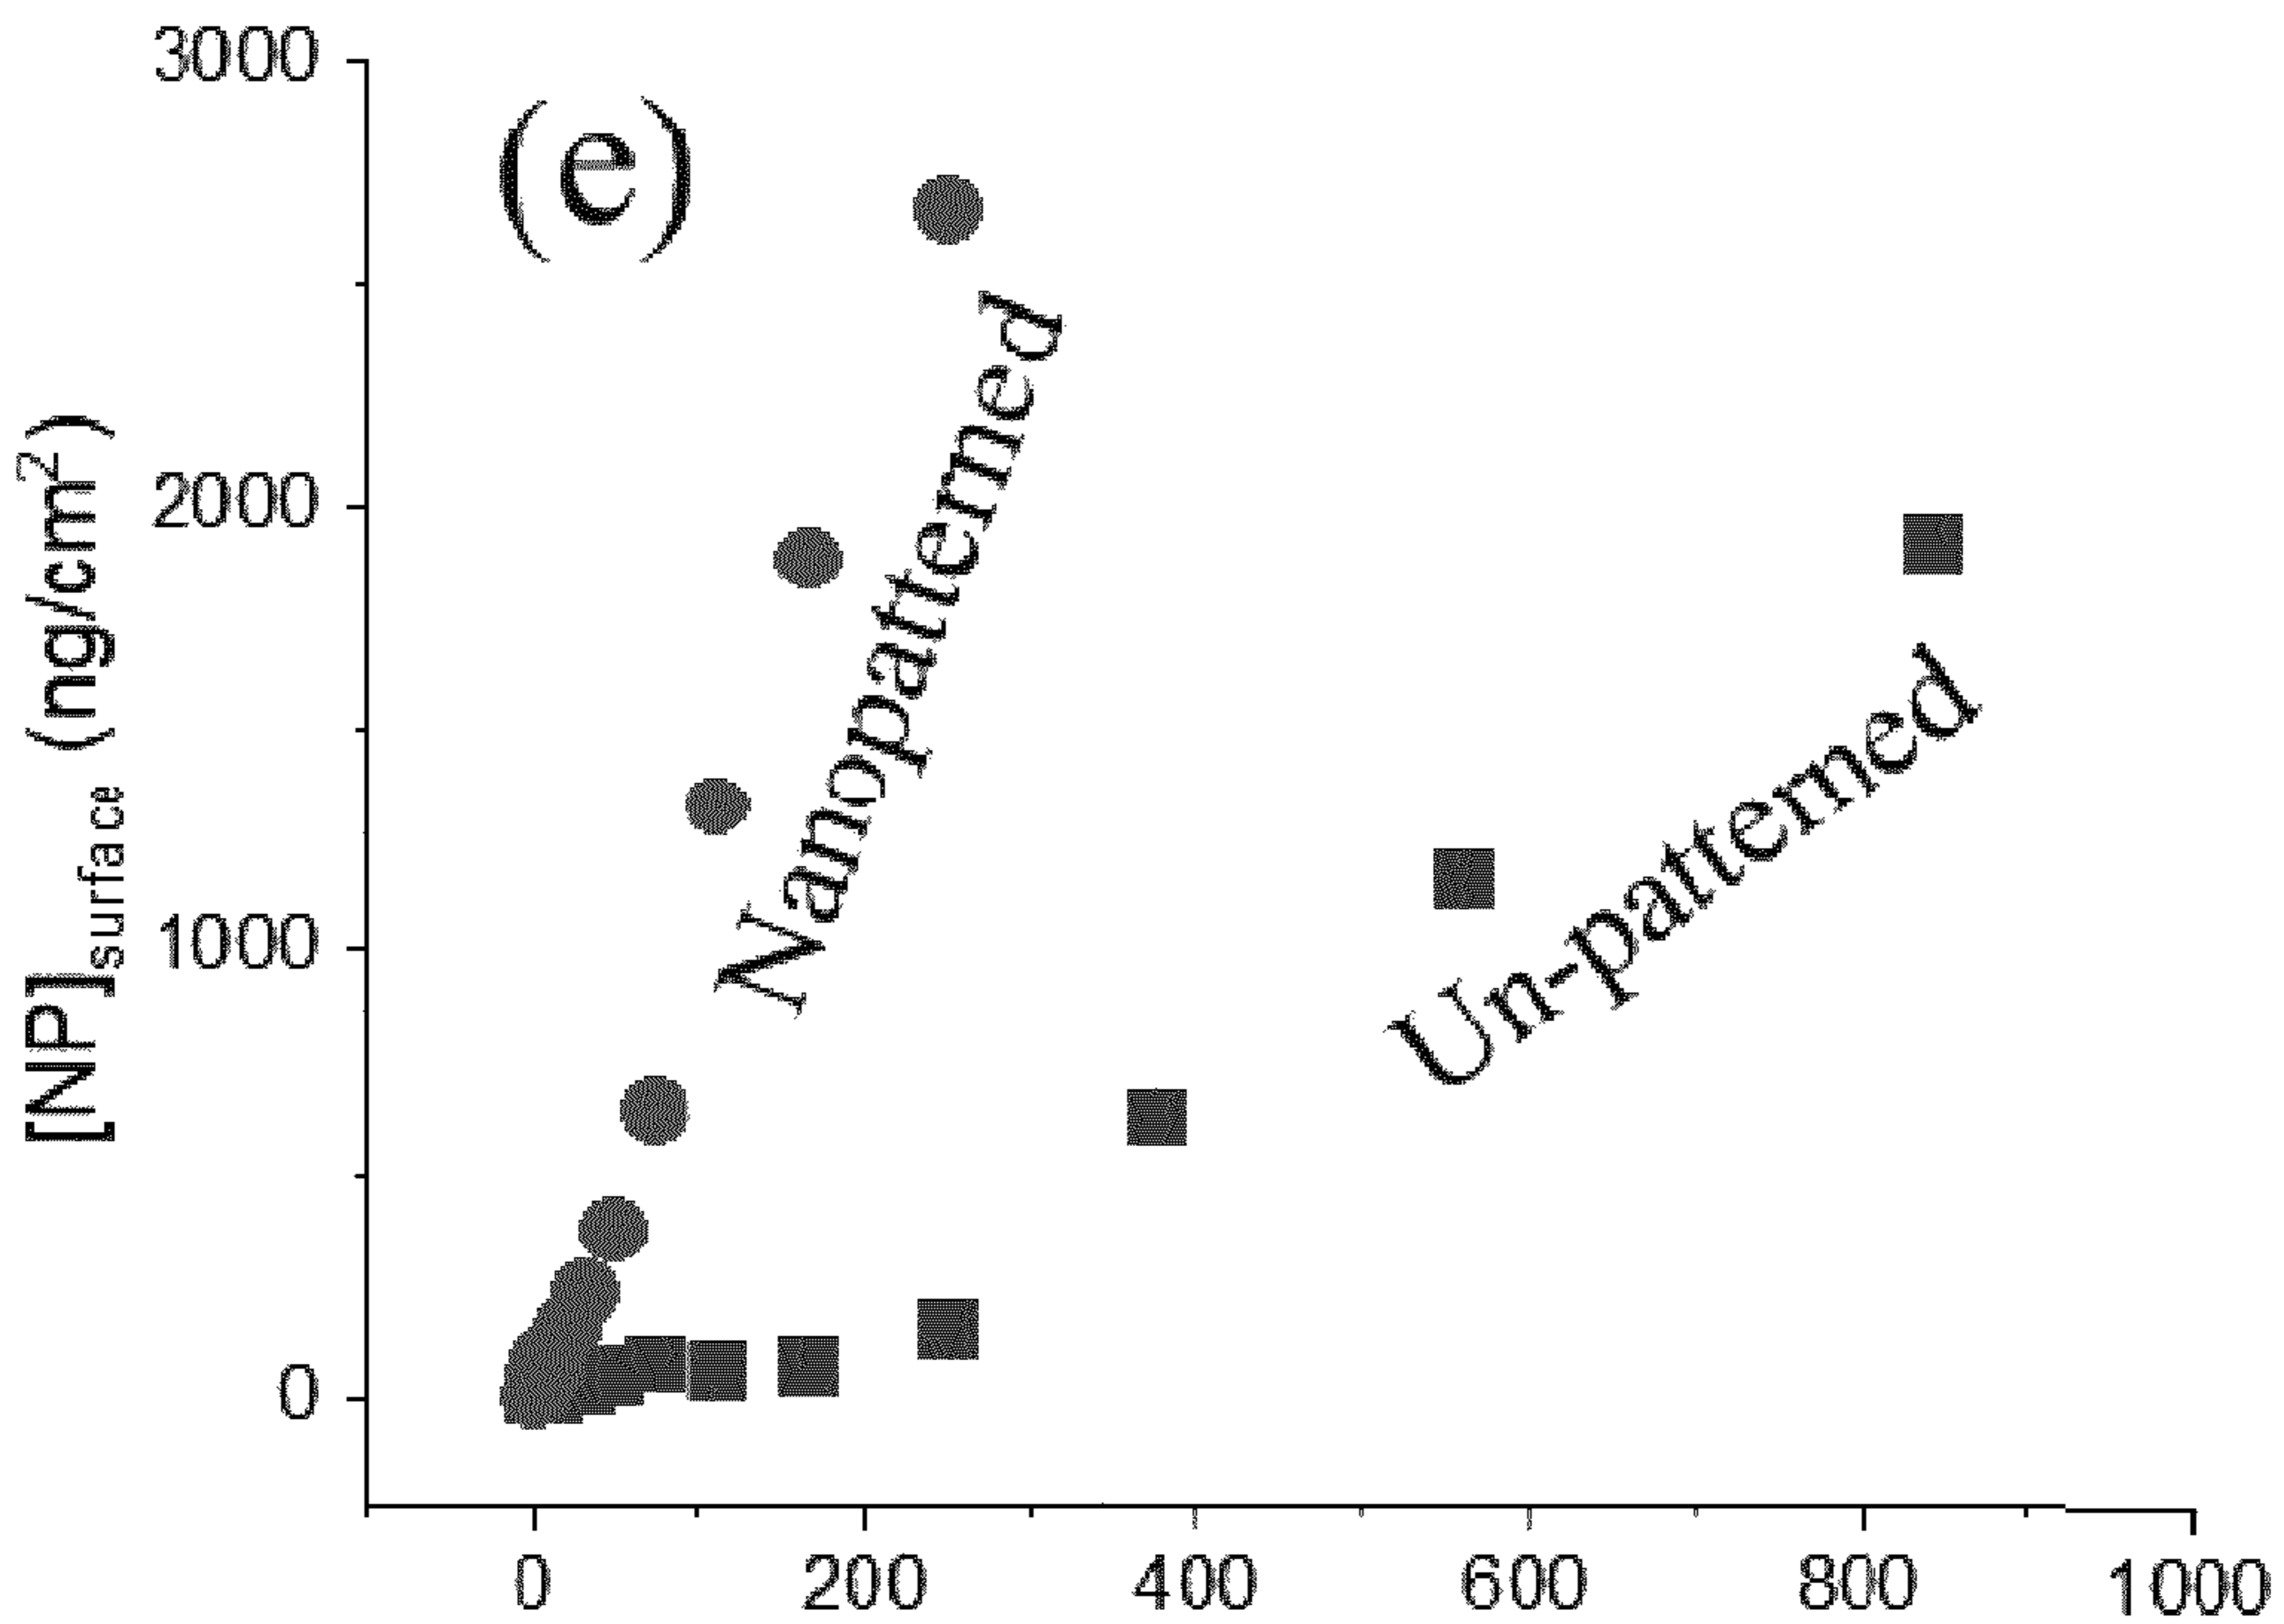 3000
(e)
2000
1000
0
[NP]surface (ng/cm²)
Nanopatterned
Un-patterned
0 200 400 600 800 1000